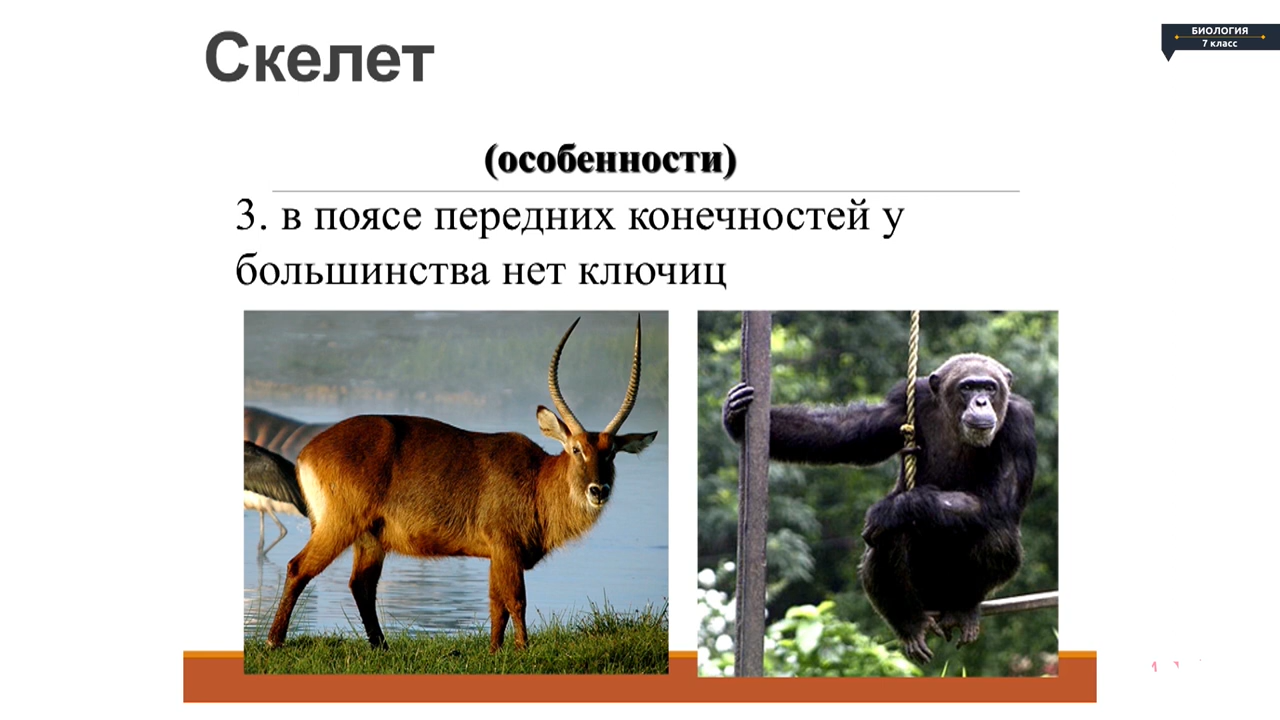 Скелет
БИОЛОГИЯ
7 класс
(особенности)
3. в поясе передних конечностей у
большинства нет ключиц